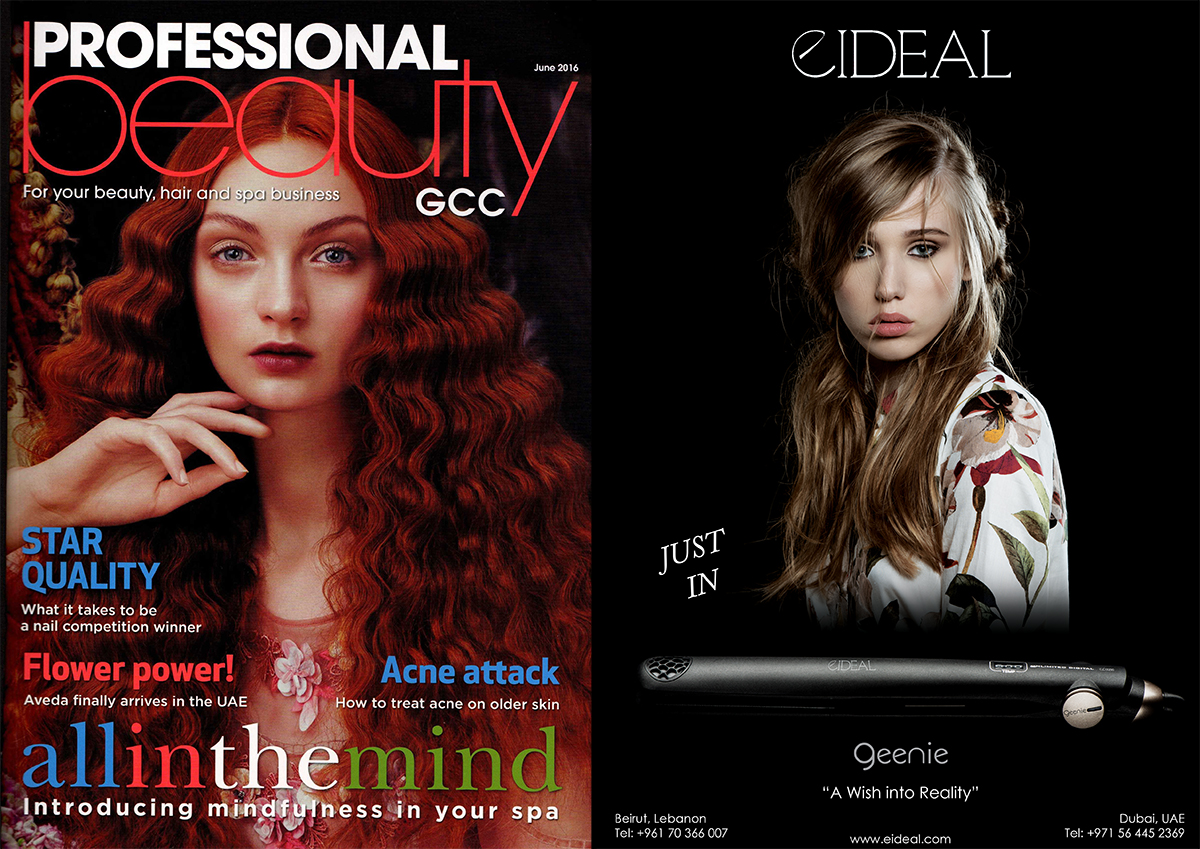 PROFESSIONAL
beauty
June 2016
For your beauty, hair and spa business
GCC
STAR
QUALITY
What it takes to be
a nail competition winner
Flower power!
Aveda finally arrives in the UAE
Acne attack
How to treat acne on older skin
allinthemind
Introducing mindfulness in your spa
eIDEAL
JUST
IN
eIDEAL
geenie
geenie
“A Wish into Reality”
Beirut, Lebanon
Tel: +961 70 366 007
www.eideal.com
Dubai, UAE
Tel: +971 56 445 2369